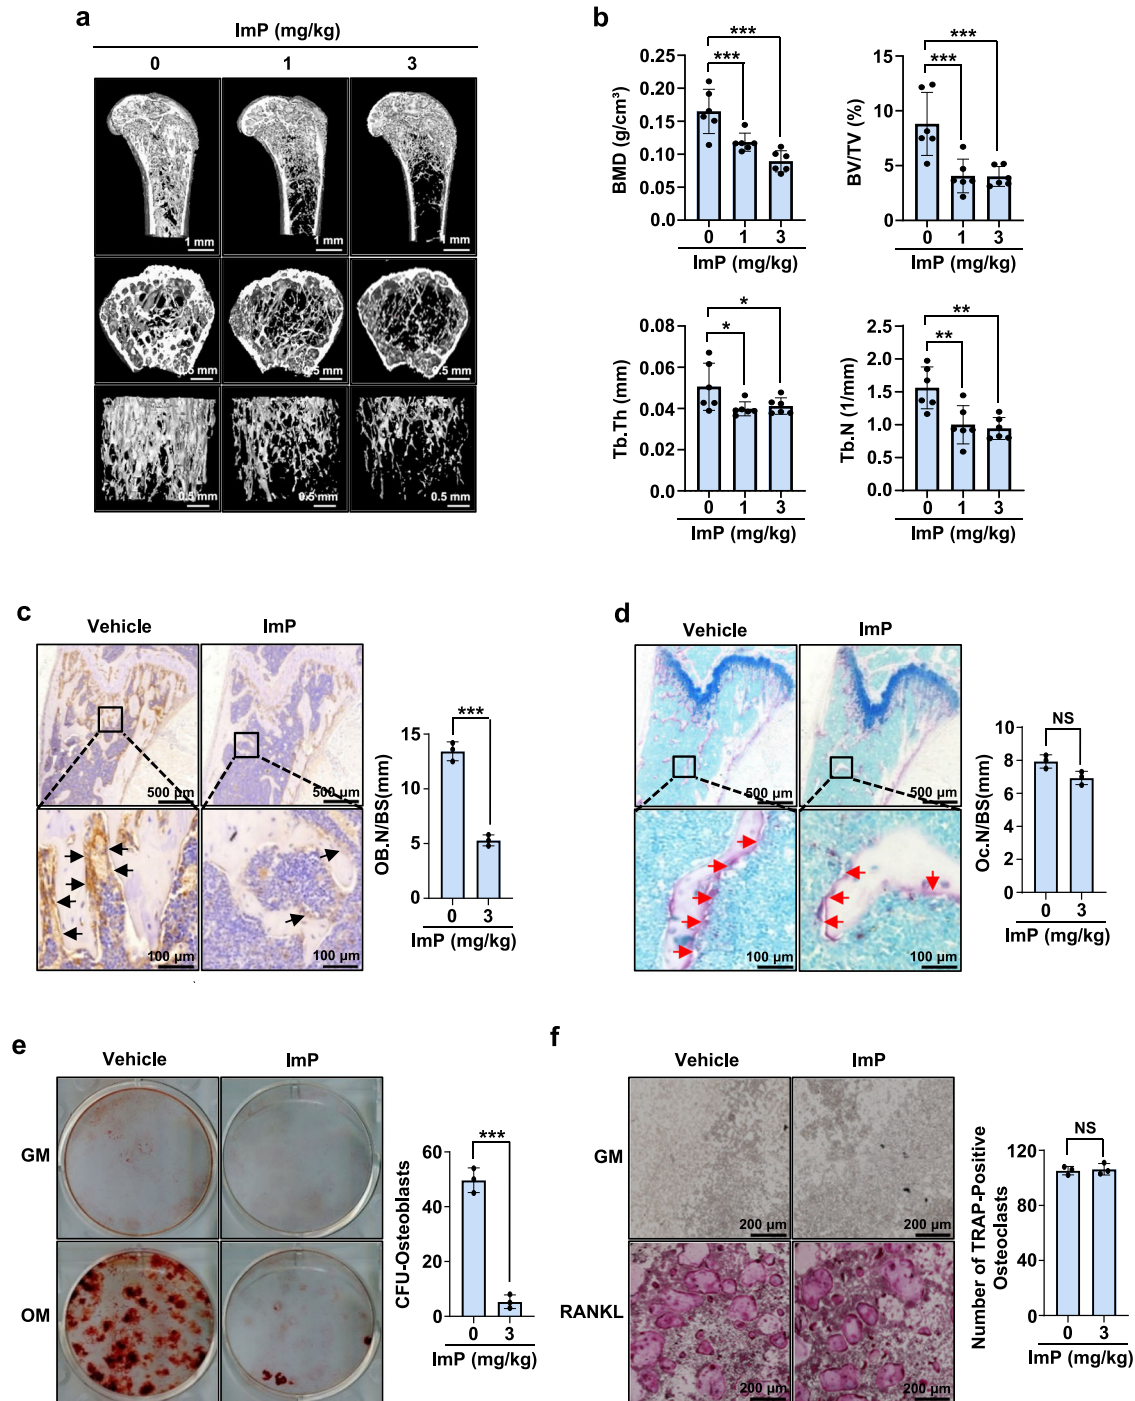 a
ImP (mg/kg)
0 1 3
1 mm 1 mm 1 mm
0.5 mm 0.5 mm 0.5 mm
0.5 mm 0.5 mm 0.5 mm
b
BMD (g/cm³)
0.25
0.20
0.15
0.10
0.05
0.0
***
***
0 1 3
ImP (mg/kg)
BV/TV (%)
15
10
5
0
***
***
0 1 3
ImP (mg/kg)
Tb.Th (mm)
0.08
0.06
0.04
0.02
0.0
*
*
0 1 3
ImP (mg/kg)
Tb.N (1/mm)
2.5
2.0
1.5
1.0
0.5
0.0
**
**
0 1 3
ImP (mg/kg)
c
Vehicle ImP
500 µm 500 µm
100 µm 100 µm
OB.N/BS(mm)
15
10
5
0
***
0 3
ImP (mg/kg)
d
Vehicle ImP
500 µm 500 µm
100 µm 100 µm
Oc.N/BS(mm)
10
8
6
4
2
0
NS
0 3
ImP (mg/kg)
e
Vehicle ImP
GM
OM
CFU-Osteoblasts
60
40
20
0
***
0 3
ImP (mg/kg)
f
Vehicle ImP
GM
200 µm 200 µm
RANKL
200 µm 200 µm
Number of TRAP-Positive
Osteoclasts
120
80
40
0
NS
0 3
ImP (mg/kg)